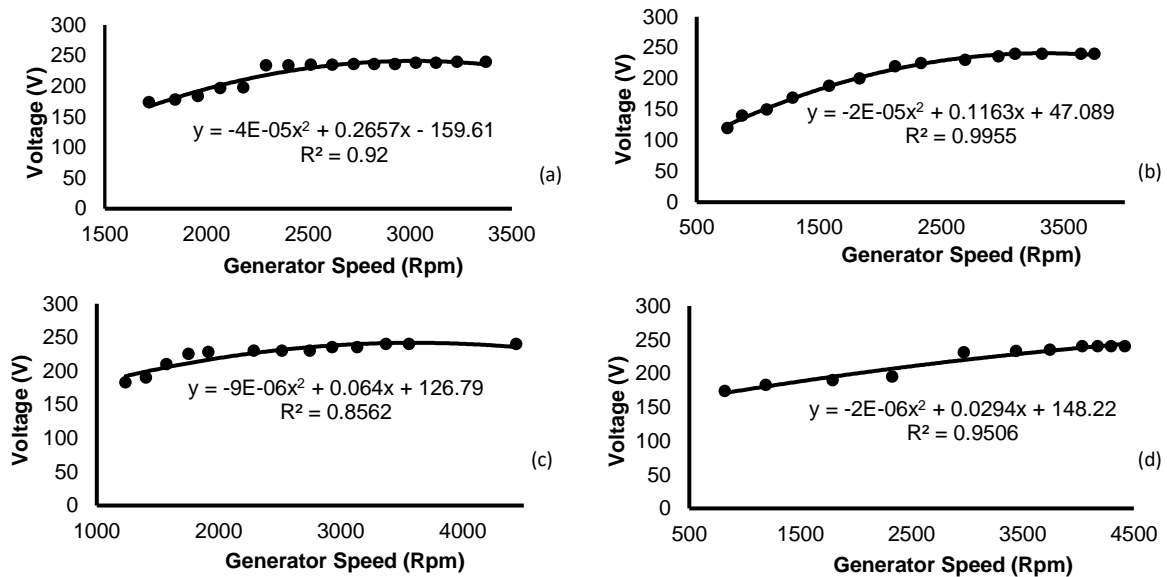 300
250
200
150
100
50
0
Voltage (V)
y = -4E-05x² + 0.2657x - 159.61
R² = 0.92
(a)
1500 2000 2500 3000 3500
Generator Speed (Rpm)
300
250
200
150
100
50
0
Voltage (V)
y = -2E-05x² + 0.1163x + 47.089
R² = 0.9955
(b)
500 1500 2500 3500
Generator Speed (Rpm)
300
250
200
150
100
50
0
Voltage (V)
y = -9E-06x² + 0.064x + 126.79
R² = 0.8562
(c)
1000 2000 3000 4000
Generator Speed (Rpm)
300
250
200
150
100
50
0
Voltage (V)
y = -2E-06x² + 0.0294x + 148.22
R² = 0.9506
(d)
500 1500 2500 3500 4500
Generator Speed (Rpm)